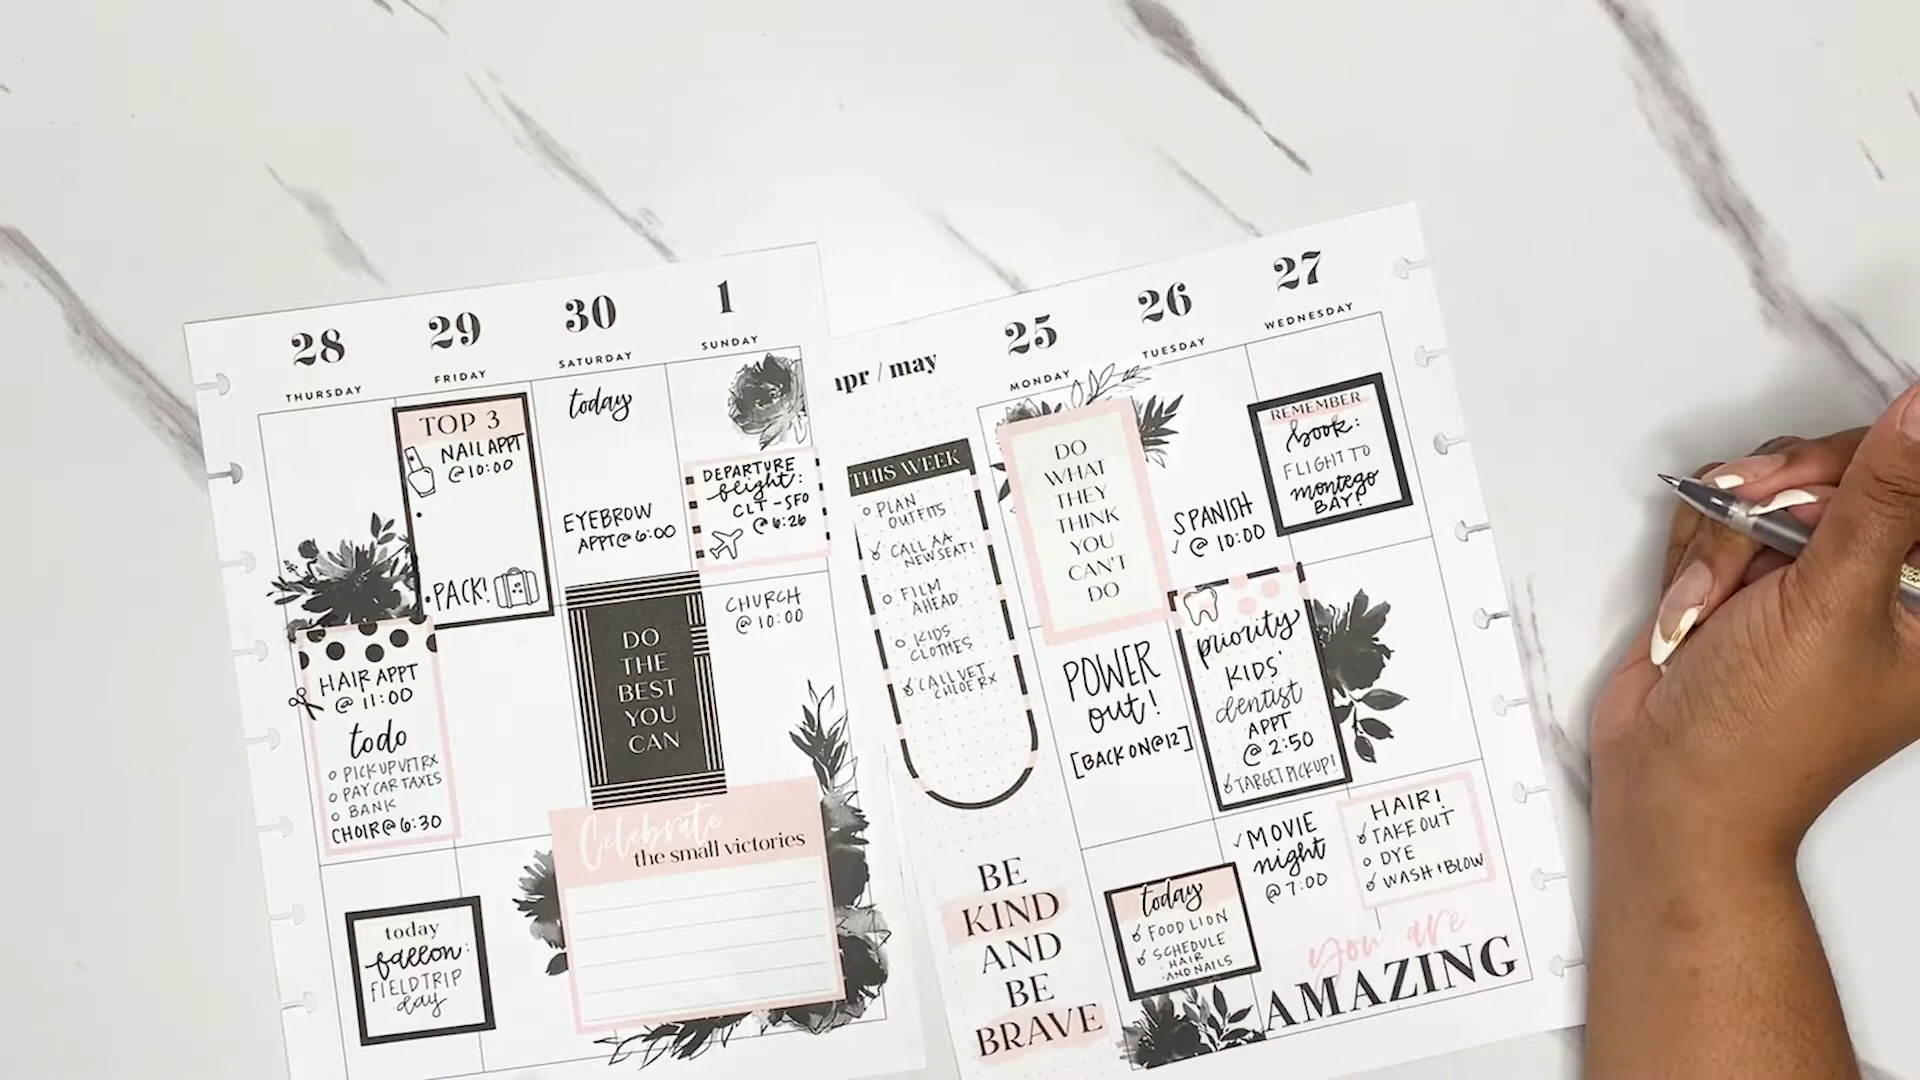 28
THURSDAY
29
FRIDAY
30
SATURDAY
1
SUNDAY
HAIR APPT
@ 11:00
todo
PICK UP VET RX
PAY CAR TAXES
BANK
CHOIR @ 6:30
today
fallon:
FIELD TRIP
day
TOP 3
NAIL APPT
@ 10:00
PACK!
today
EYEBROW
APPT @ 6:00
DO
THE
BEST
YOU
CAN
Celebrate
the small victories
DEPARTURE
flight:
CLT-SFO
@ 6:26
CHURCH
@ 10:00
apr / may
25
MONDAY
26
TUESDAY
27
WEDNESDAY
THIS WEEK
PLAN
OUTFITS
CALL AA
NEW SEAT!
FILM
AHEAD
KIDS
CLOTHES
CALL VET
CHLOE RX
BE
KIND
AND
BE
BRAVE
DO
WHAT
THEY
THINK
YOU
CAN'T
DO
POWER
out!
[BACK ON @ 12]
today
FOOD LION
SCHEDULE
HAIR
AND NAILS
SPANISH
@ 10:00
priority
KIDS'
dentist
APPT
@ 2:50
TARGET PICKUP!
MOVIE
night
@ 7:00
REMEMBER
book:
FLIGHT TO
montego
BAY!
HAIR!
TAKE OUT
DYE
WASH + BLOW
you are
AMAZING